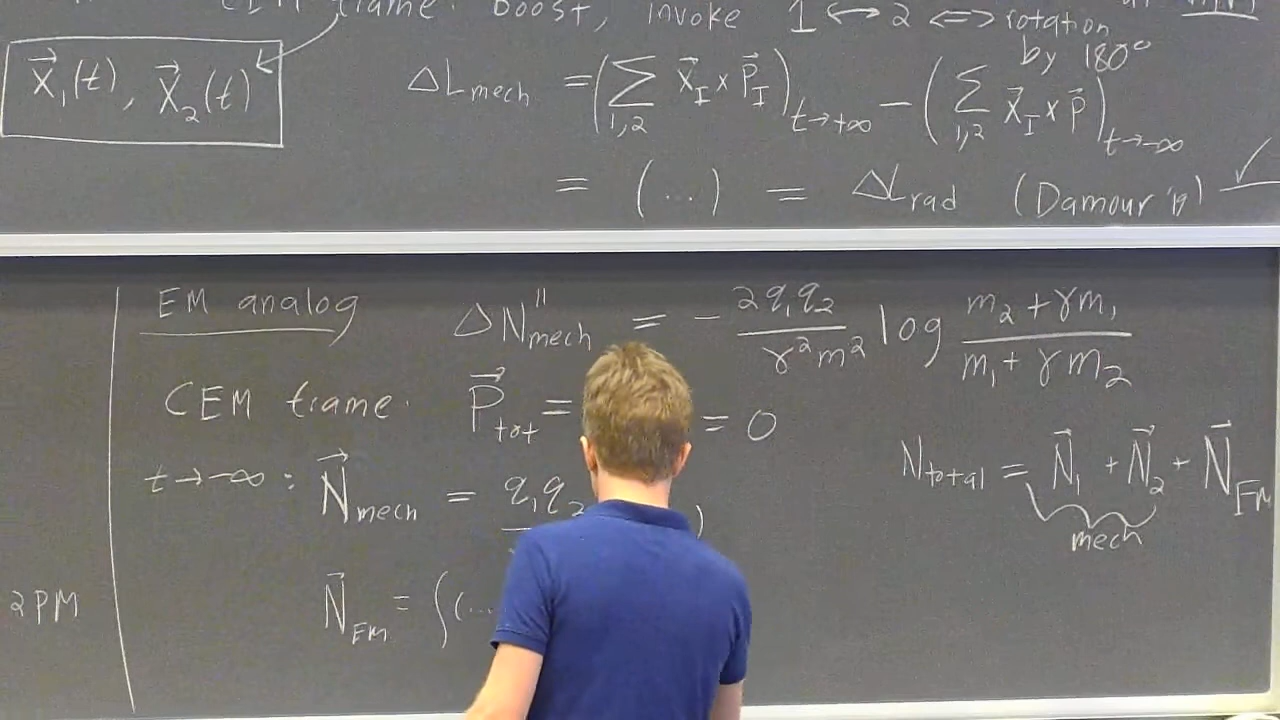 frame. boost, invoke 1 ↔ 2 ⟺ rotation
by 180°
x⃗₁(t), x⃗₂(t)
ΔL_mech = (∑_{1,2} x⃗_I × p⃗_I)_{t→+∞} − (∑_{1,2} x⃗_I × p⃗)_{t→−∞}
= (...) = ΔL_rad (Damour '19) ✓
EM analog
ΔN''_mech = − 2q₁q₂ / γ²m² log (m₂ + γm₁) / (m₁ + γm₂)
CEM frame. P⃗_tot = = 0
t→−∞: N⃗_mech = q₁q₂ )
N_total = N⃗₁ + N⃗₂ + N⃗_EM
mech
N⃗_EM = ∫(...
2PM